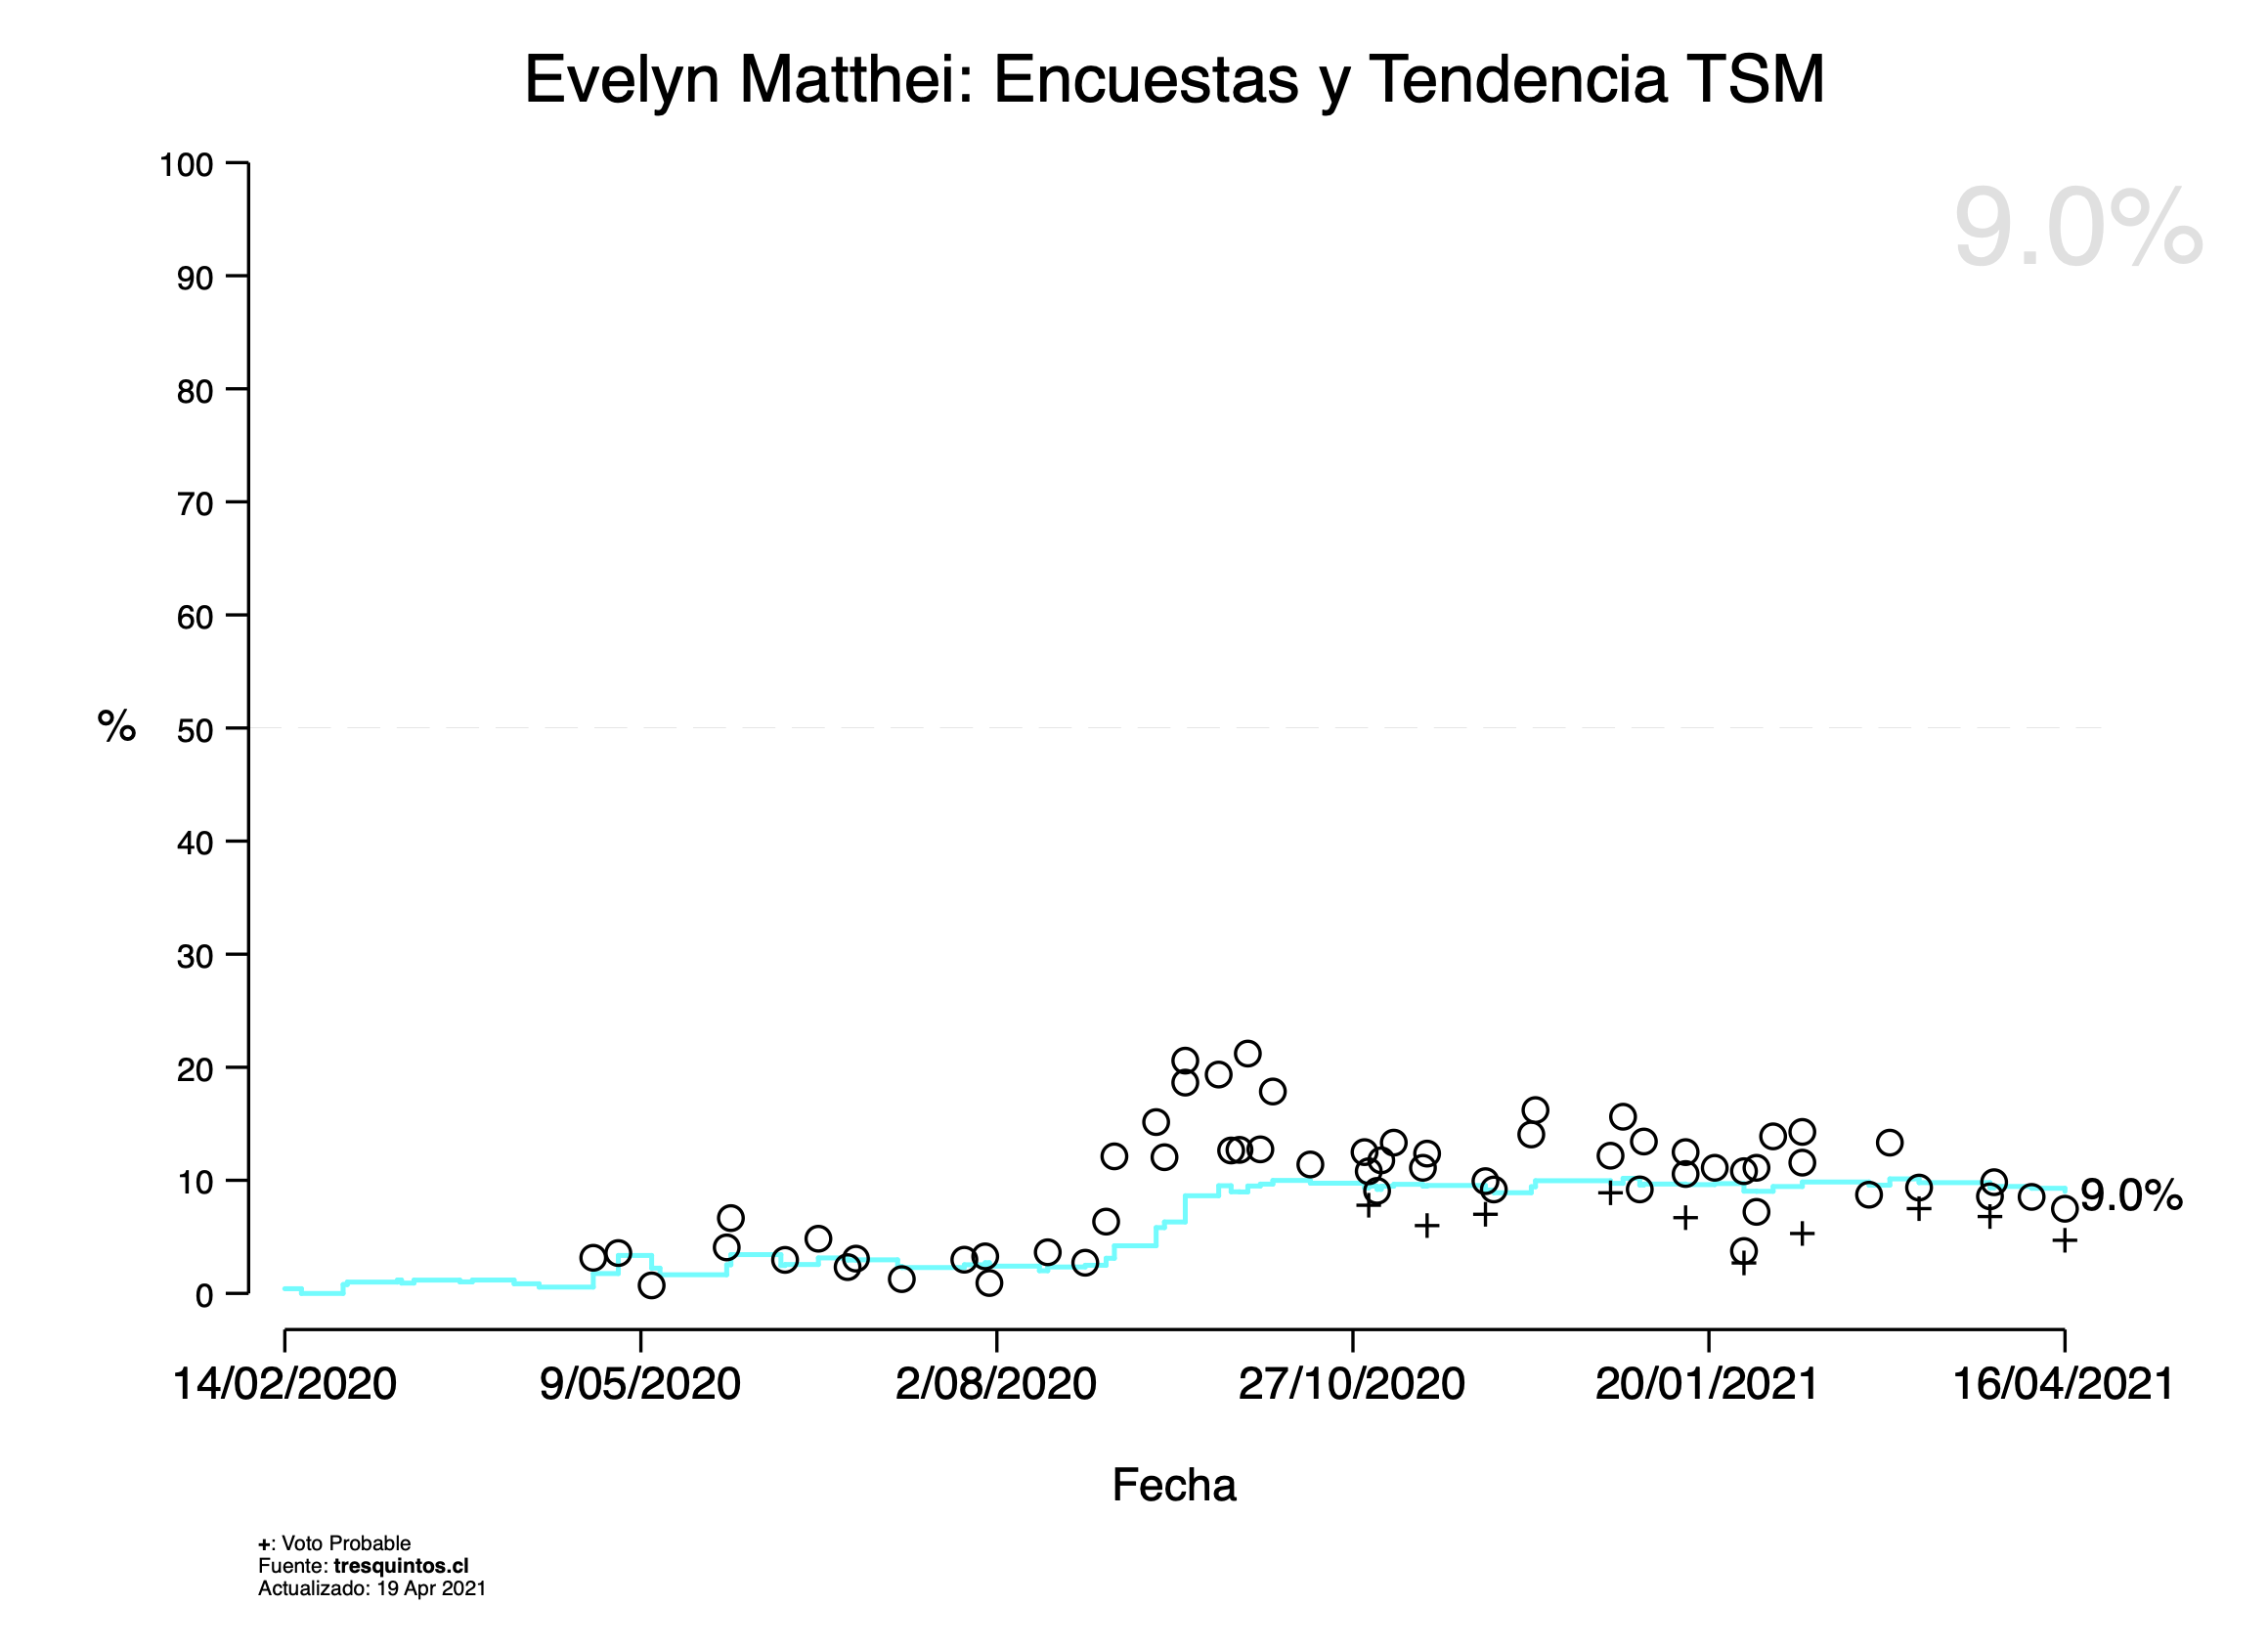 Evelyn Matthei: Encuestas y Tendencia TSM
9.0%
100
90
80
70
60
50
40
30
20
10
0
%
9.0%
14/02/2020 9/05/2020 2/08/2020 27/10/2020 20/01/2021 16/04/2021
Fecha
+: Voto Probable
Fuente: tresquintos.cl
Actualizado: 19 Apr 2021